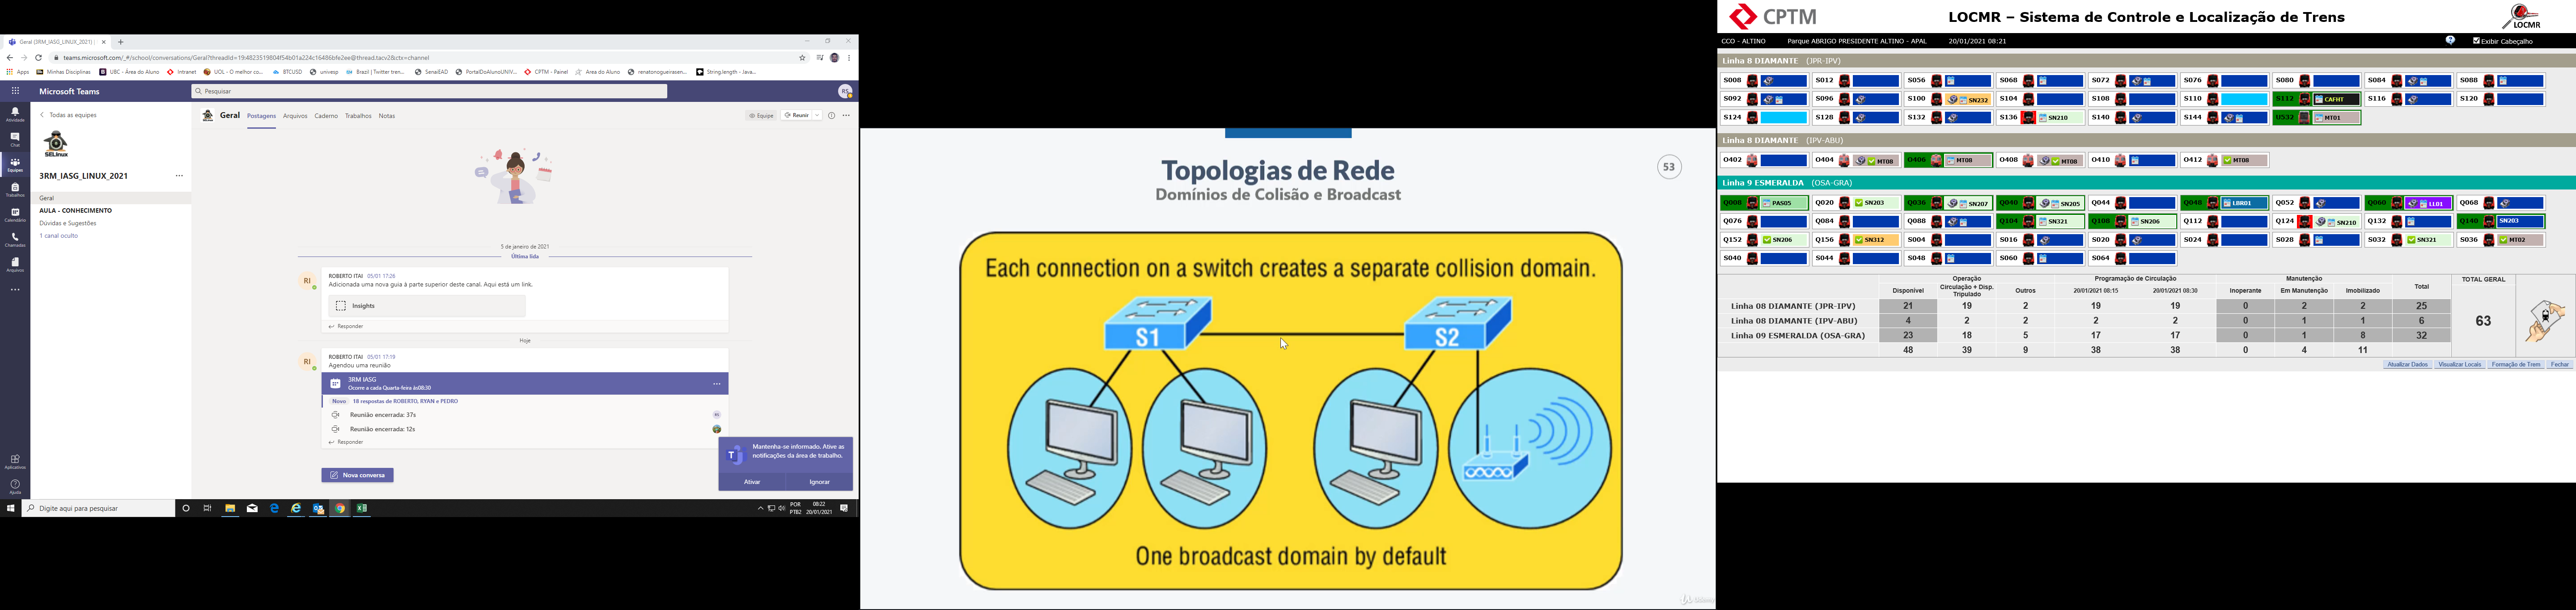 Geral (3RM_IASG_LINUX_2021) |
teams.microsoft.com/_#/school/conversations/Geral?threadId=19:4823519804f54b01a224c16486bfe2ee@thread.tacv2&ctx=channel
Apps Minhas Disciplinas UBC - Área do Aluno Intranet UOL - O melhor co... BTCUSD univesp Brazil | Twitter tren... SenaiEAD PortalDoAlunoUNIV... CPTM - Painel Area do Aluno renatonogueirasen... String.length - Java...
Microsoft Teams
Pesquisar
RS
Atividade
Chat
Equipes
Trabalhos
Calendário
Chamadas
Arquivos
Aplicativos
Ajuda
Todas as equipes
SELinux
3RM_IASG_LINUX_2021
Geral
AULA - CONHECIMENTO
Dúvidas e Sugestões
1 canal oculto
Geral Postagens Arquivos Caderno Trabalhos Notas
Equipe Reunir
5 de janeiro de 2021
Última lida
RI
ROBERTO ITAI 05/01 17:26
Adicionada uma nova guia à parte superior deste canal. Aqui está um link.
Insights
Responder
Hoje
RI
ROBERTO ITAI 05/01 17:19
Agendou uma reunião
3RM IASG
Ocorre a cada Quarta-feira às08:30
Novo 18 respostas de ROBERTO, RYAN e PEDRO
Reunião encerrada: 37s
Reunião encerrada: 12s
Responder
Nova conversa
Mantenha-se informado. Ative as
notificações da área de trabalho.
Ativar Ignorar
Digite aqui para pesquisar
POR
PTB2
08:22
20/01/2021
Topologias de Rede
Domínios de Colisão e Broadcast
53
Each connection on a switch creates a separate collision domain.
S1 S2
One broadcast domain by default
CPTM
LOCMR – Sistema de Controle e Localização de Trens
LOCMR
CCO - ALTINO Parque ABRIGO PRESIDENTE ALTINO - APAL 20/01/2021 08:21
Exibir Cabeçalho
Linha 8 DIAMANTE (JPR-IPV)
S008 S012 S056 S068 S072 S076 S080 S084 S088
S092 S096 S100 SN232 S104 S108 S110 S112 CAFHT S116 S120
S124 S128 S132 S136 SN210 S140 S144 U532 MT01
Linha 8 DIAMANTE (IPV-ABU)
O402 O404 MT08 O406 MT08 O408 MT08 O410 O412 MT08
Linha 9 ESMERALDA (OSA-GRA)
Q008 PAS05 Q020 SN203 Q036 SN207 Q040 SN205 Q044 Q048 LBR01 Q052 Q060 LL01 Q068
Q076 Q084 Q088 Q104 SN321 Q108 SN206 Q112 Q124 SN210 Q132 Q140 SN203
Q152 SN206 Q156 SN312 S004 S016 S020 S024 S028 S032 SN321 S036 MT02
S040 S044 S048 S060 S064
Operação Programação de Circulação Manutenção TOTAL GERAL
Disponível Circulação + Disp. Tripulado Outros 20/01/2021 08:15 20/01/2021 08:30 Inoperante Em Manutenção Imobilizado Total
Linha 08 DIAMANTE (JPR-IPV) 21 19 2 19 19 0 2 2 25
Linha 08 DIAMANTE (IPV-ABU) 4 2 2 2 2 0 1 1 6
Linha 09 ESMERALDA (OSA-GRA) 23 18 5 17 17 0 1 8 32
48 39 9 38 38 0 4 11
63
Atualizar Dados Visualizar Locais Formação de Trem Fechar